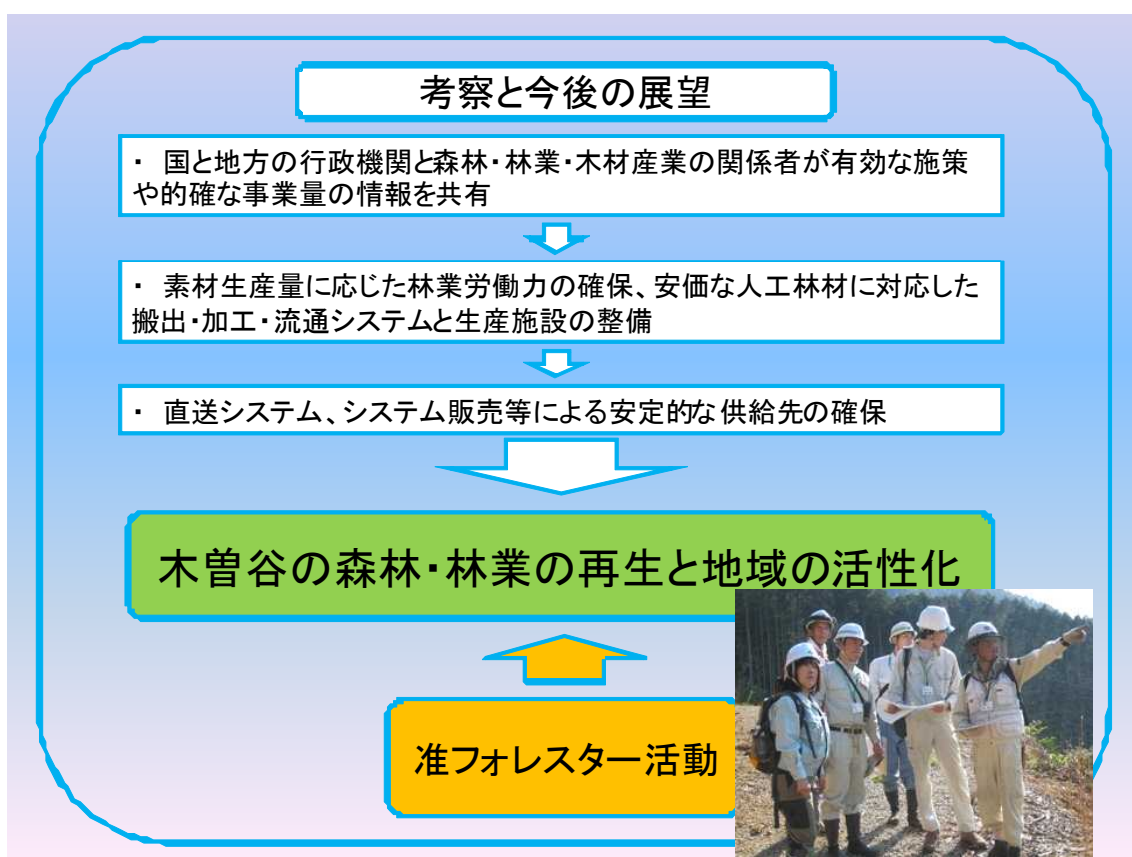 考察と今後の展望
・　国と地方の行政機関と森林・林業・木材産業の関係者が有効な施策
や的確な事業量の情報を共有
・　素材生産量に応じた林業労働力の確保、安価な人工林材に対応した
搬出・加工・流通システムと生産施設の整備
・　直送システム、システム販売等による安定的な供給先の確保
木曽谷の森林・林業の再生と地域の活性化
准フォレスター活動